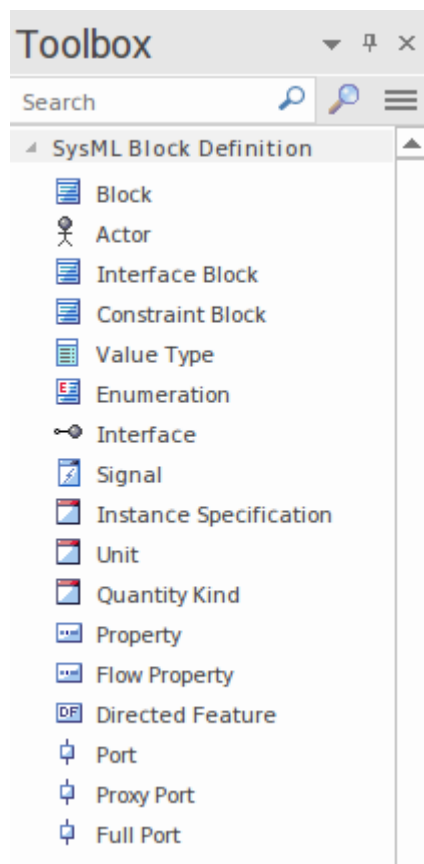 Toolbox
Search
SysML Block Definition
Block
Actor
Interface Block
Constraint Block
Value Type
E Enumeration
Interface
Signal
Instance Specification
Unit
Quantity Kind
Property
Flow Property
DF Directed Feature
Port
Proxy Port
Full Port